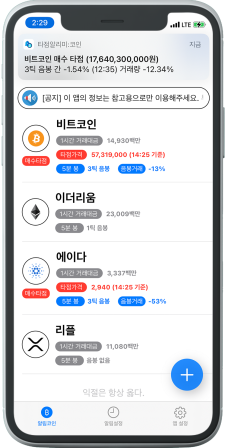 2:29
LTE
타점알리미:코인 지금
비트코인 매수 타점 (17,640,300,000원)
3틱 음봉 간 -1.54% (12:35) 거래량 -12.34%
[공지] 이 앱의 정보는 참고용으로만 이용해주세요.
비트코인
1시간 거래대금 14,930백만
매수타점 타점가격 57,319,000 (14:25 기준)
5분 봉 3틱 음봉 음봉거래 -13%
이더리움
1시간 거래대금 23,009백만
5분 봉 1틱 음봉
에이다
1시간 거래대금 3,337백만
매수타점 타점가격 2,940 (14:25 기준)
5분 봉 3틱 음봉 음봉거래 -53%
리플
1시간 거래대금 11,080백만
5분 봉 음봉 없음
익절은 항상 옳다.
알림코인 알림설정 앱 설정